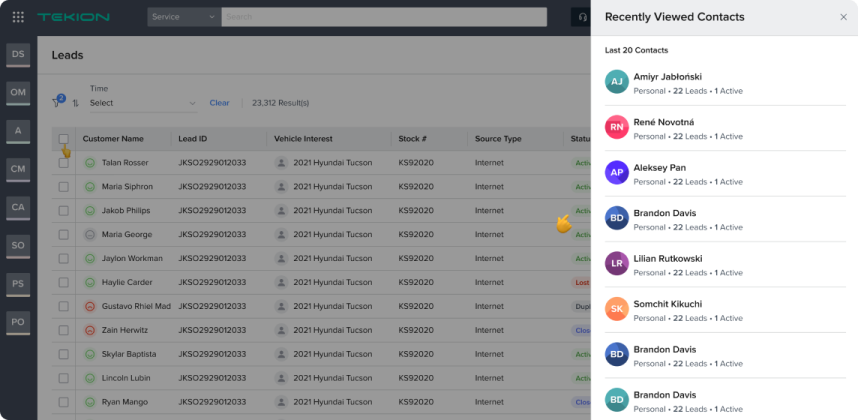 TEKION
Service
Search
Recently Viewed Contacts
DS
OM
A
CM
CA
SO
PS
PO
Leads
Time
2
Select
Clear
23,312 Result(s)
Customer Name Lead ID Vehicle Interest Stock # Source Type Statu
Talan Rosser JKSO2929012033 2021 Hyundai Tucson KS92020 Internet Activ
Maria Siphron JKSO2929012033 2021 Hyundai Tucson KS92020 Internet Activ
Jakob Philips JKSO2929012033 2021 Hyundai Tucson KS92020 Internet Activ
Maria George JKSO2929012033 2021 Hyundai Tucson KS92020 Internet Activ
Jaylon Workman JKSO2929012033 2021 Hyundai Tucson KS92020 Internet Activ
Haylie Carder JKSO2929012033 2021 Hyundai Tucson KS92020 Internet Lost
Gustavo Rhiel Mad JKSO2929012033 2021 Hyundai Tucson KS92020 Internet Dupl
Zain Herwitz JKSO2929012033 2021 Hyundai Tucson KS92020 Internet Close
Skylar Baptista JKSO2929012033 2021 Hyundai Tucson KS92020 Internet Activ
Lincoln Lubin JKSO2929012033 2021 Hyundai Tucson KS92020 Internet Activ
Ryan Mango JKSO2929012033 2021 Hyundai Tucson KS92020 Internet Close
Last 20 Contacts
AJ
Amiyr Jabłoński
Personal • 22 Leads • 1 Active
RN
René Novotná
Personal • 22 Leads • 1 Active
AP
Aleksey Pan
Personal • 22 Leads • 1 Active
BD
Brandon Davis
Personal • 22 Leads • 1 Active
LR
Lilian Rutkowski
Personal • 22 Leads • 1 Active
SK
Somchit Kikuchi
Personal • 22 Leads • 1 Active
BD
Brandon Davis
Personal • 22 Leads • 1 Active
BD
Brandon Davis
Personal • 22 Leads • 1 Active